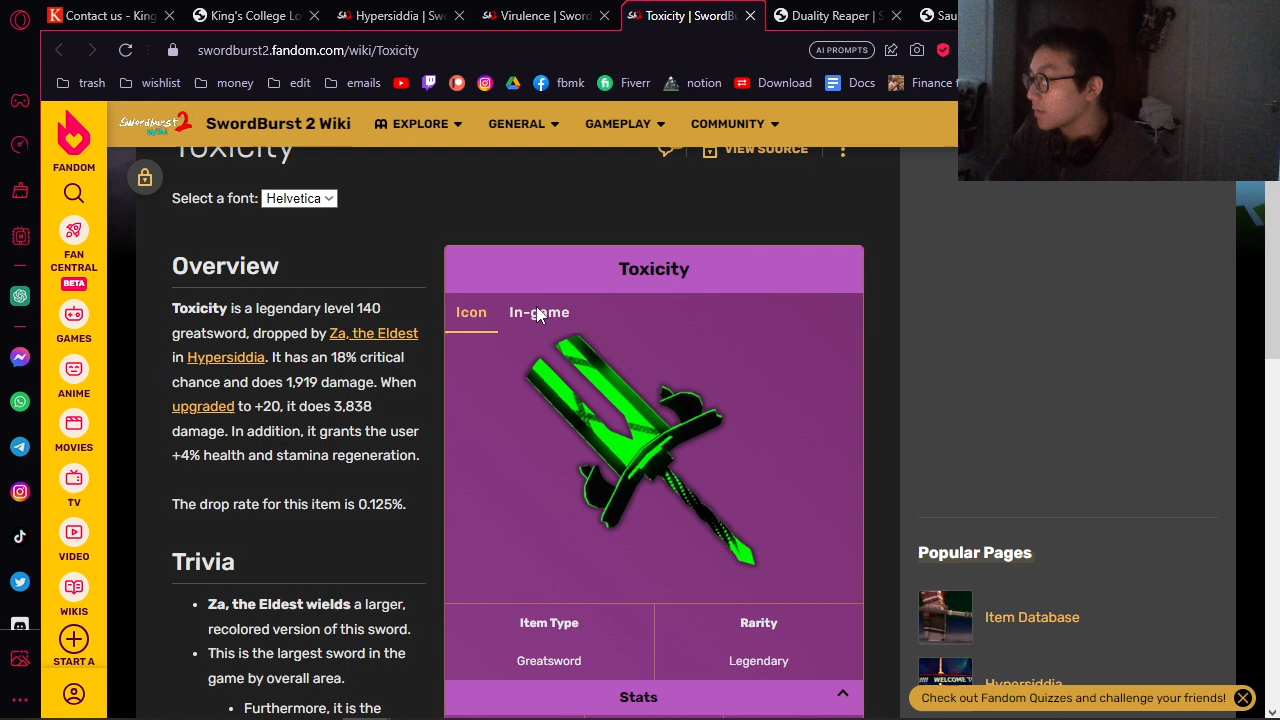 Contact us - King
King's College Lo
Hypersiddia | Sw
Virulence | Sword
Toxicity | SwordBu
Duality Reaper | S
Sau
swordburst2.fandom.com/wiki/Toxicity
AI PROMPTS
trash
wishlist
money
edit
emails
fbmk
Fiverr
notion
Download
Docs
Finance t
Swordburst 2 Wiki
SwordBurst 2 Wiki
EXPLORE
GENERAL
GAMEPLAY
COMMUNITY
FANDOM
FAN
CENTRAL
BETA
GAMES
ANIME
MOVIES
TV
VIDEO
WIKIS
START A
Toxicity
VIEW SOURCE
Select a font: Helvetica
Overview
Toxicity is a legendary level 140
greatsword, dropped by Za, the Eldest
in Hypersiddia. It has an 18% critical
chance and does 1,919 damage. When
upgraded to +20, it does 3,838
damage. In addition, it grants the user
+4% health and stamina regeneration.
The drop rate for this item is 0.125%.
Trivia
• Za, the Eldest wields a larger,
recolored version of this sword.
• This is the largest sword in the
game by overall area.
Furthermore, it is the
Toxicity
Icon
In-game
Item Type
Rarity
Greatsword
Legendary
Stats
Popular Pages
Item Database
Hypersiddia
WELCOME
Check out Fandom Quizzes and challenge your friends!